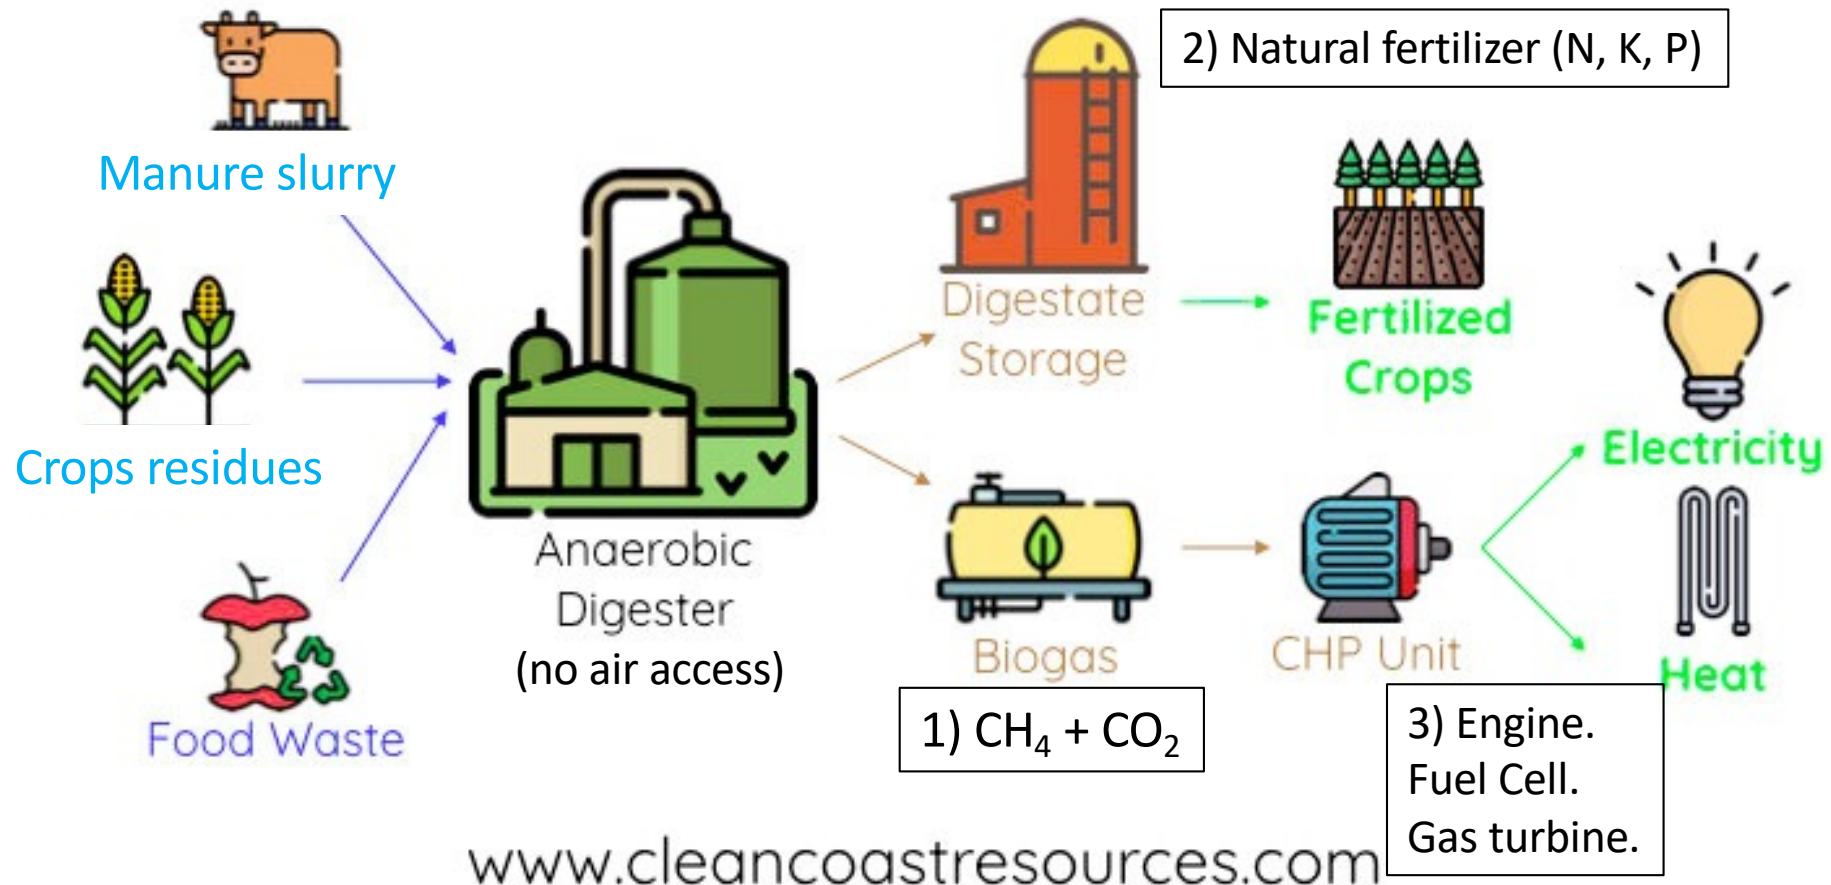 2) Natural fertilizer (N, K, P)
Manure slurry
Crops residues
Food Waste
Anaerobic
Digester
(no air access)
Digestate
Storage
Fertilized
Crops
Biogas
1) CH₄ + CO₂
CHP Unit
Electricity
Heat
3) Engine.
Fuel Cell.
Gas turbine.
www.cleancoastresources.com